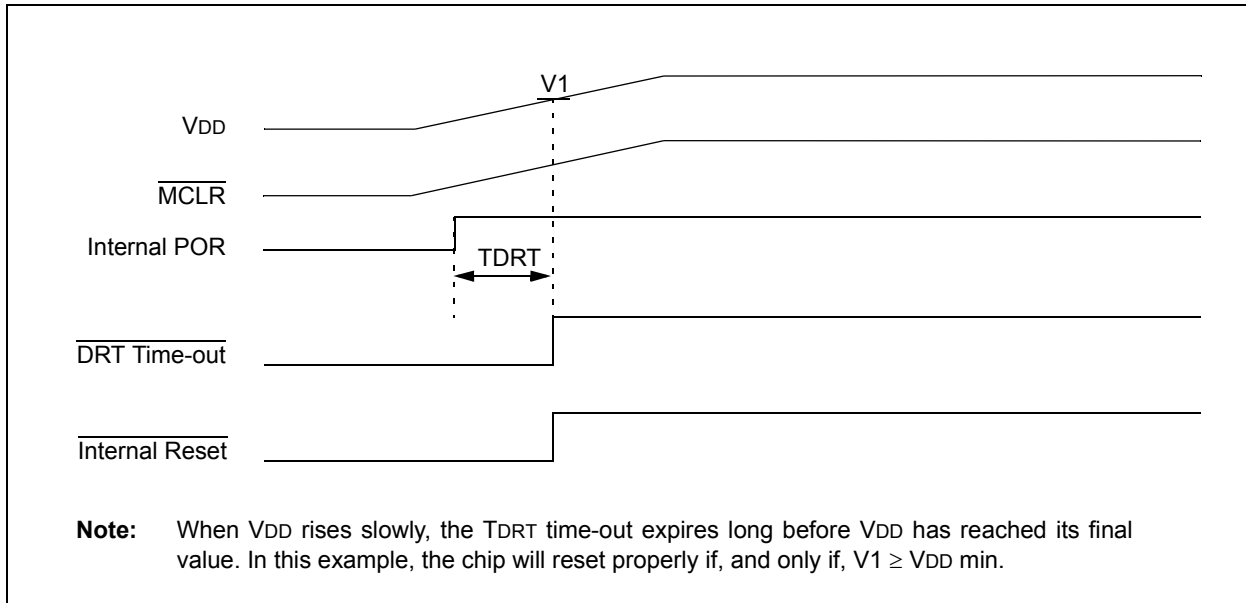 V1
VDD
MCLR
Internal POR
TDRT
DRT Time-out
Internal Reset
Note: When VDD rises slowly, the TDRT time-out expires long before VDD has reached its final
value. In this example, the chip will reset properly if, and only if, V1 ≥ VDD min.